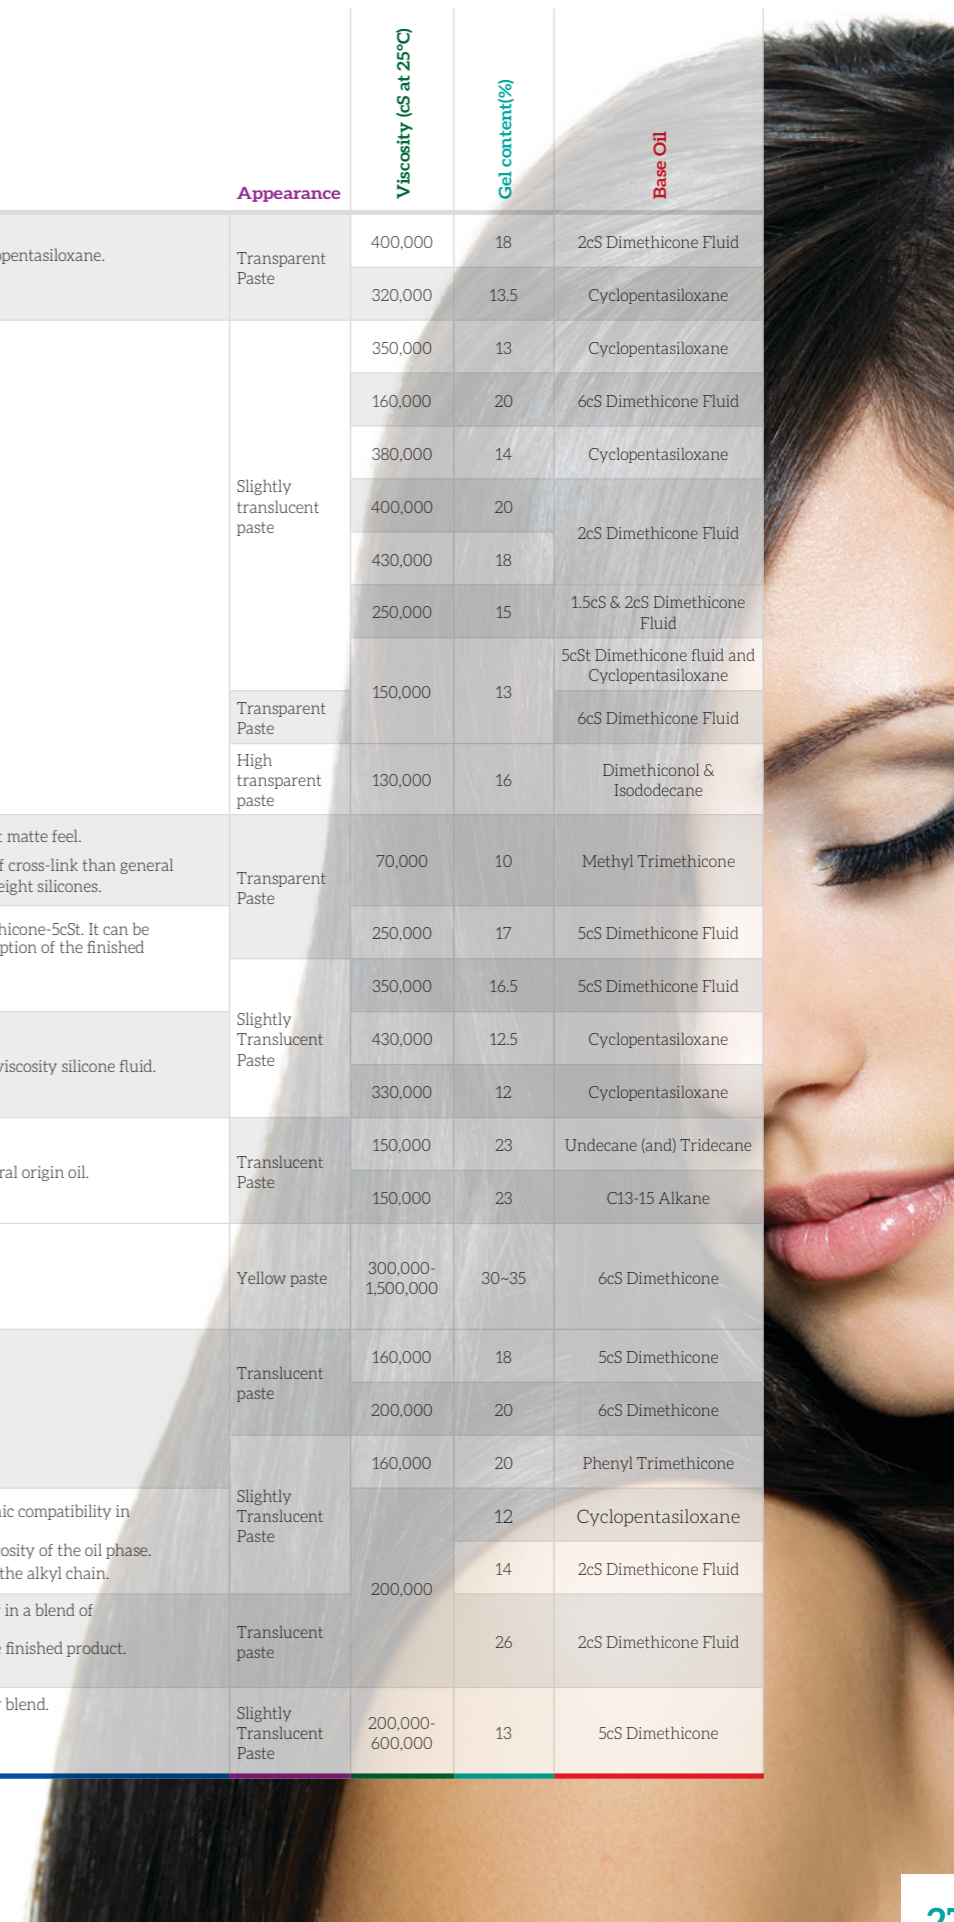 Appearance
Viscosity (cS at 25°C)
Gel content(%)
Base Oil
opentasiloxane.
Transparent
Paste
400,000 18 2cS Dimethicone Fluid
320,000 13.5 Cyclopentasiloxane
Slightly
translucent
paste
350,000 13 Cyclopentasiloxane
160,000 20 6cS Dimethicone Fluid
380,000 14 Cyclopentasiloxane
400,000 20
2cS Dimethicone Fluid
430,000 18
250,000 15 1.5cS & 2cS Dimethicone
Fluid
5cSt Dimethicone fluid and
Cyclopentasiloxane
150,000 13
Transparent
Paste
6cS Dimethicone Fluid
High
transparent
paste
130,000 16 Dimethiconol &
Isododecane
t matte feel.
f cross-link than general
eight silicones.
Transparent
Paste
70,000 10 Methyl Trimethicone
hicone-5cSt. It can be
ption of the finished
250,000 17 5cS Dimethicone Fluid
350,000 16.5 5cS Dimethicone Fluid
Slightly
Translucent
Paste
viscosity silicone fluid.
430,000 12.5 Cyclopentasiloxane
330,000 12 Cyclopentasiloxane
ral origin oil.
Translucent
Paste
150,000 23 Undecane (and) Tridecane
150,000 23 C13-15 Alkane
Yellow paste
300,000-
1,500,000
30~35 6cS Dimethicone
Translucent
paste
160,000 18 5cS Dimethicone
200,000 20 6cS Dimethicone
160,000 20 Phenyl Trimethicone
Slightly
Translucent
Paste
nic compatibility in
cosity of the oil phase.
the alkyl chain.
12 Cyclopentasiloxane
14 2cS Dimethicone Fluid
200,000
in a blend of
e finished product.
Translucent
paste
26 2cS Dimethicone Fluid
y blend.
Slightly
Translucent
Paste
200,000-
600,000
13 5cS Dimethicone
27